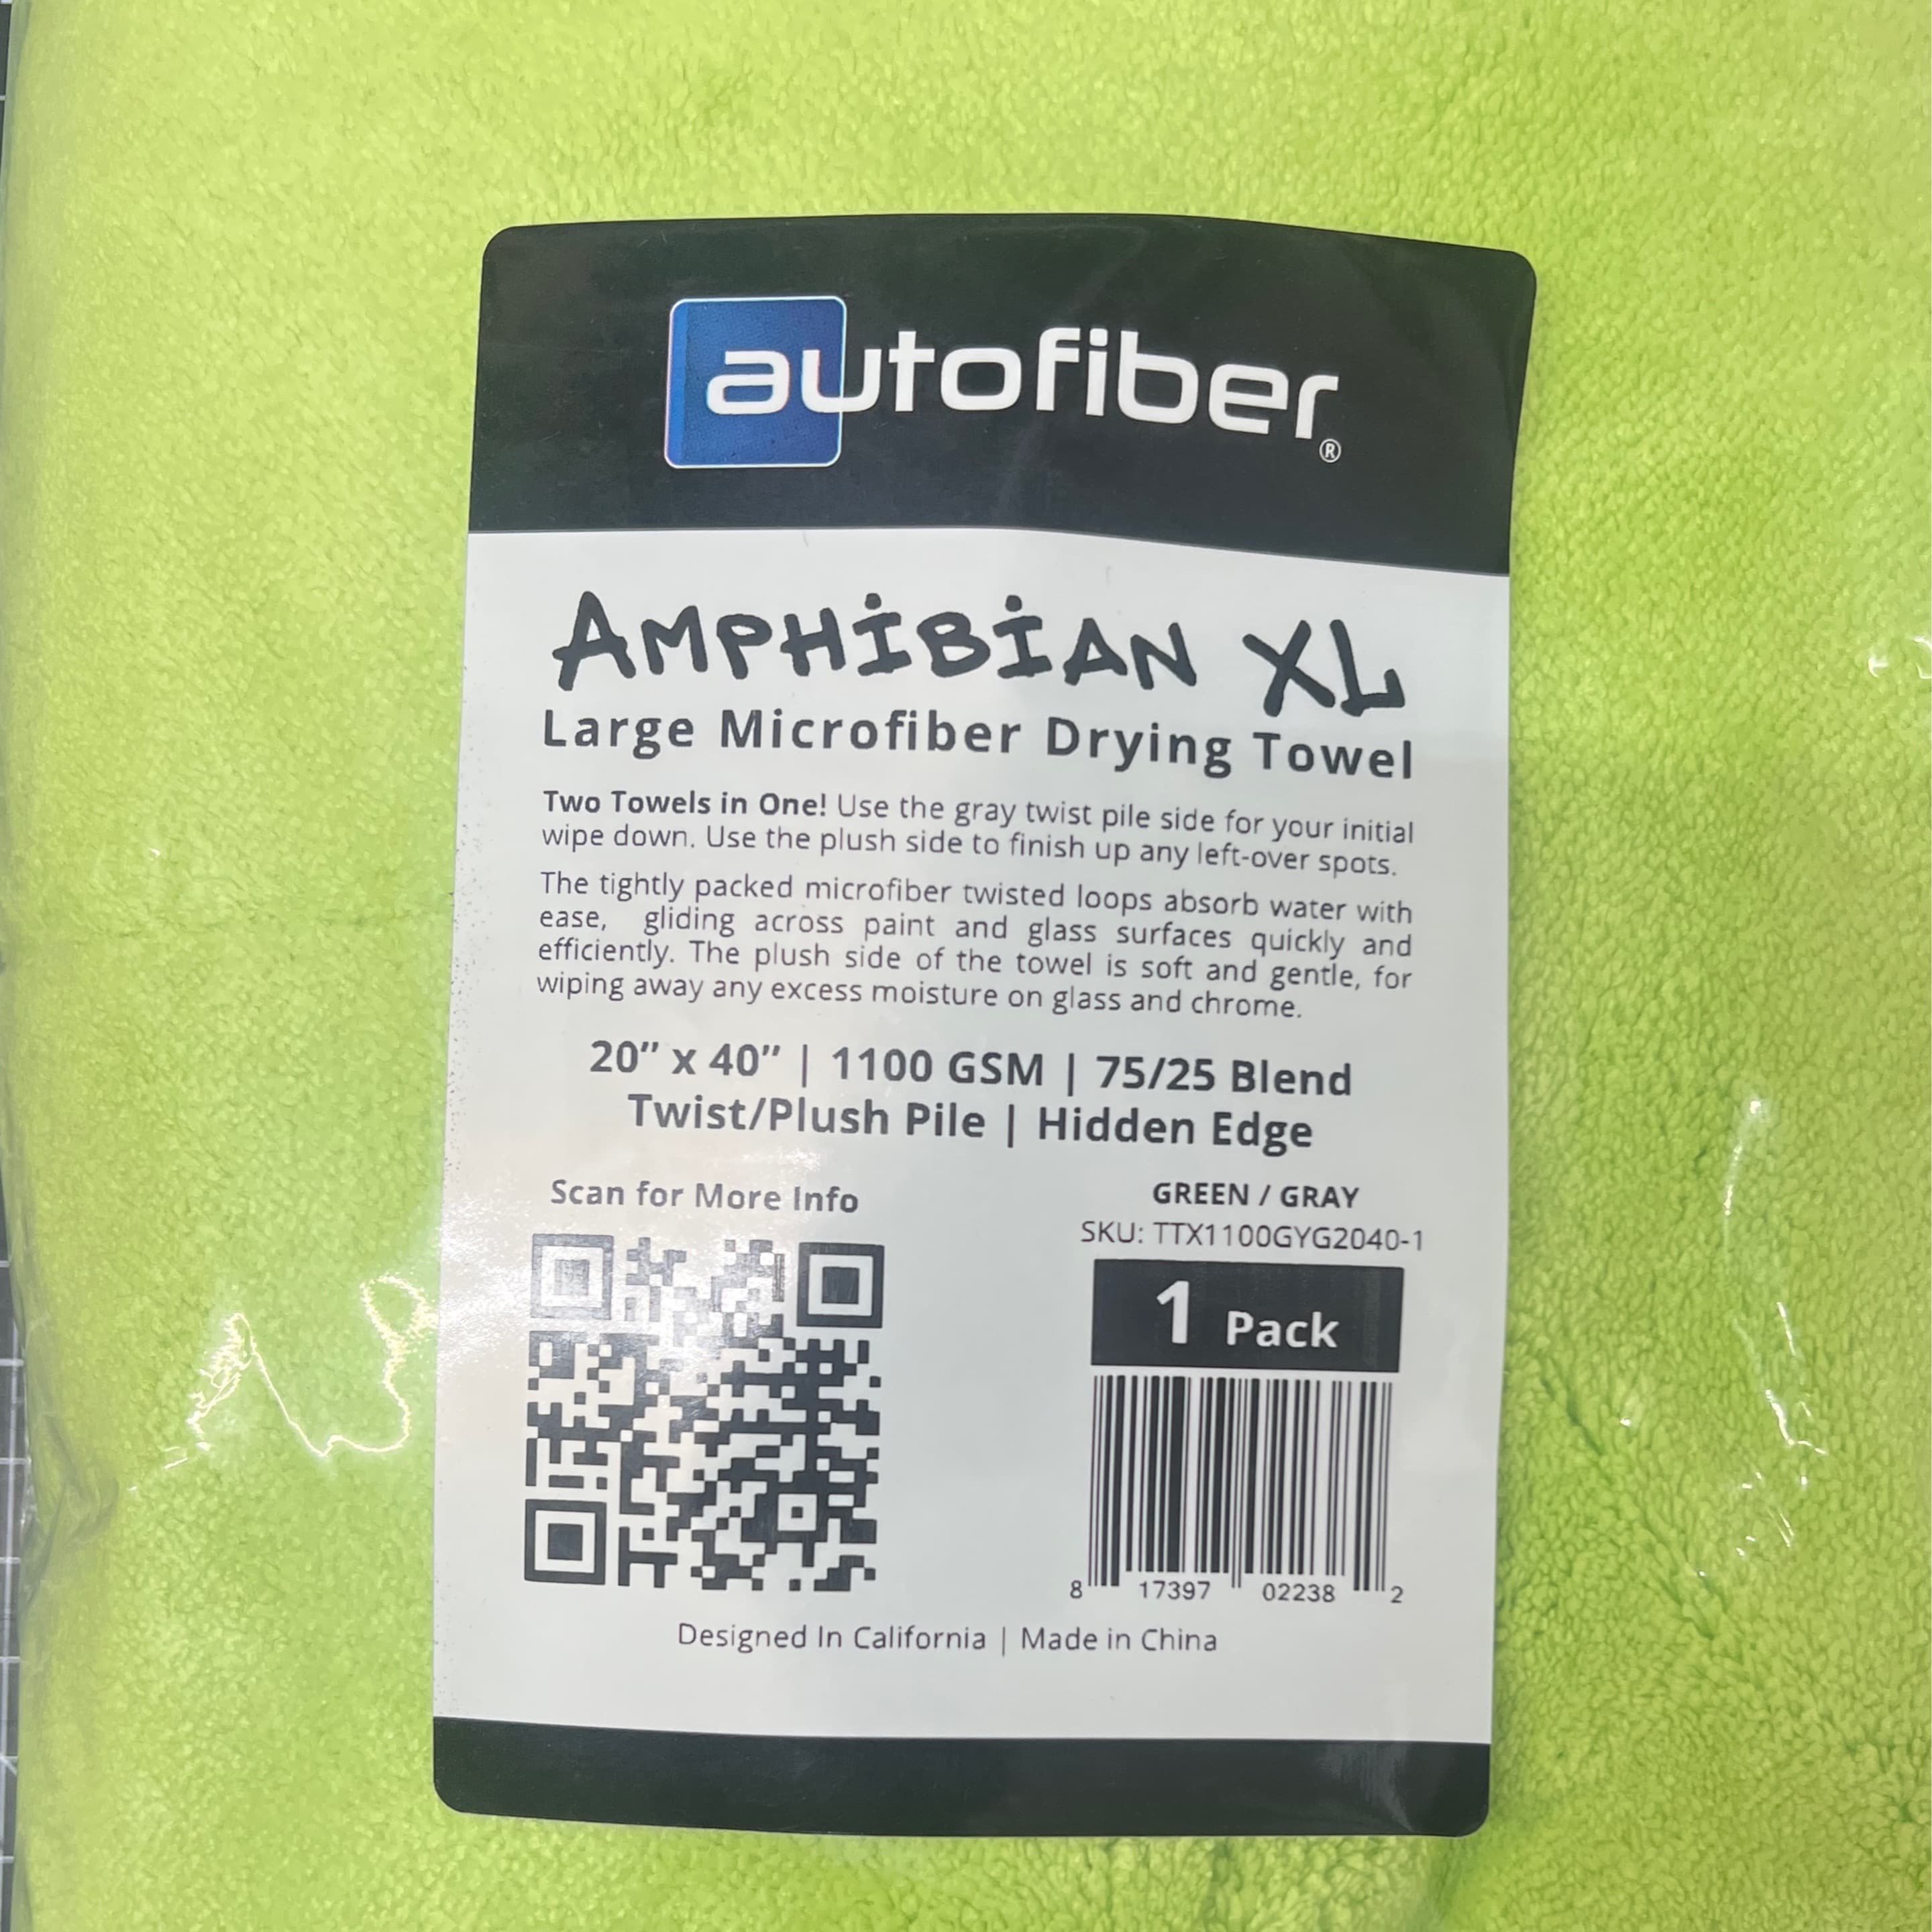 autofiber®
AMPHIBIAN XL
Large Microfiber Drying Towel
Two Towels in One! Use the gray twist pile side for your initial
wipe down. Use the plush side to finish up any left-over spots.
The tightly packed microfiber twisted loops absorb water with
ease, gliding across paint and glass surfaces quickly and
efficiently. The plush side of the towel is soft and gentle, for
wiping away any excess moisture on glass and chrome.
20” x 40” | 1100 GSM | 75/25 Blend
Twist/Plush Pile | Hidden Edge
Scan for More Info
GREEN / GRAY
SKU: TTX1100GYG2040-1
1 Pack
8 17397 02238 2
Designed In California | Made in China